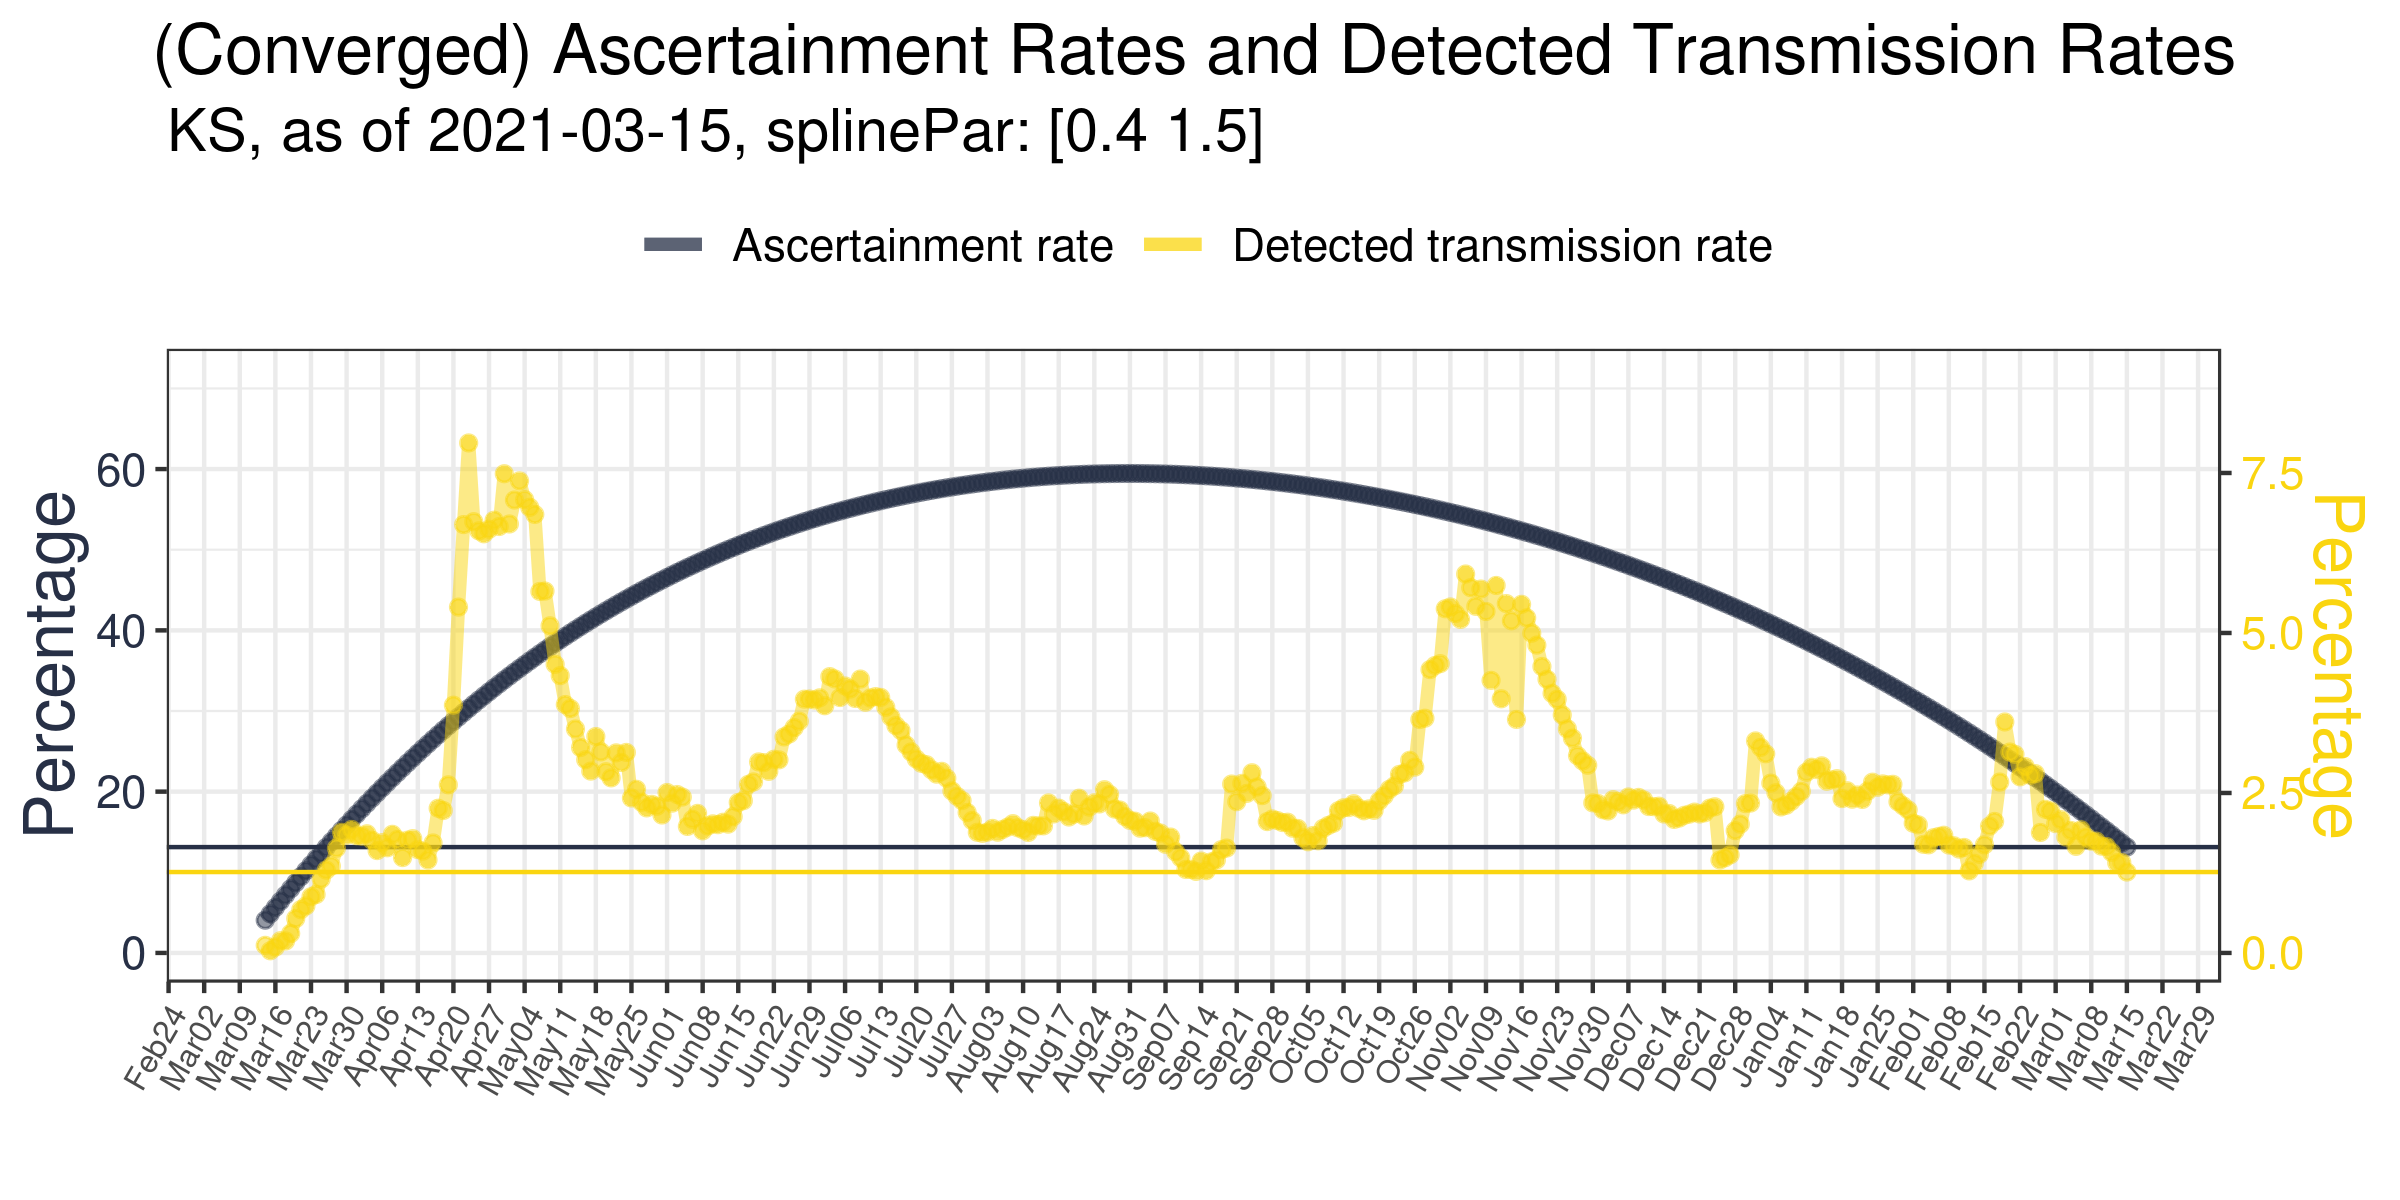 (Converged) Ascertainment Rates and Detected Transmission Rates
KS, as of 2021-03-15, splinePar: [0.4 1.5]
Ascertainment rate
Detected transmission rate
Percentage
60
40
20
0
7.5
5.0
2.5
0.0
Percentage
Feb24
Mar02
Mar09
Mar16
Mar23
Mar30
Apr06
Apr13
Apr20
Apr27
May04
May11
May18
May25
Jun01
Jun08
Jun15
Jun22
Jun29
Jul06
Jul13
Jul20
Jul27
Aug03
Aug10
Aug17
Aug24
Aug31
Sep07
Sep14
Sep21
Sep28
Oct05
Oct12
Oct19
Oct26
Nov02
Nov09
Nov16
Nov23
Nov30
Dec07
Dec14
Dec21
Dec28
Jan04
Jan11
Jan18
Jan25
Feb01
Feb08
Feb15
Feb22
Mar01
Mar08
Mar15
Mar22
Mar29